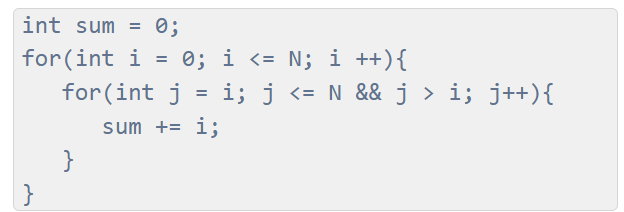 int sum = 0;
for(int i = 0; i <= N; i ++){
    for(int j = i; j <= N && j > i; j++){
        sum += i;
    }
}